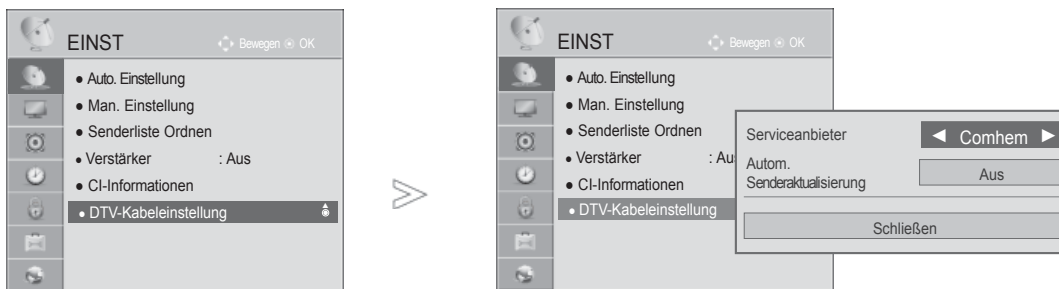 EINST
Bewegen OK
● Auto. Einstellung
● Man. Einstellung
● Senderliste Ordnen
● Verstärker : Aus
● CI-Informationen
● DTV-Kabeleinstellung
EINST
Bewegen OK
● Auto. Einstellung
● Man. Einstellung
● Senderliste Ordnen
● Verstärker : Au
● CI-Informationen
● DTV-Kabeleinstellung
Serviceanbieter ◄ Comhem ►
Autom.
Senderaktualisierung Aus
Schließen